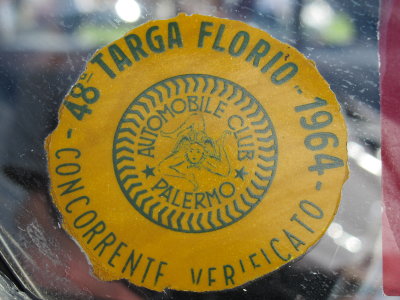 48ª TARGA FLORIO - 1964 -
CONCORRENTE VERIFICATO
AUTOMOBILE CLUB
★ PALERMO ★